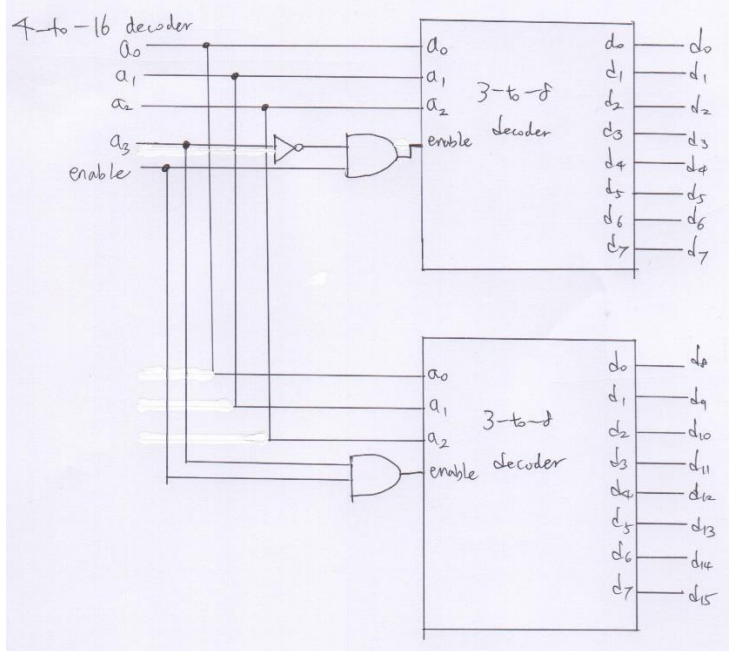 4-to-16 decoder
a0 a0 d0 d0
a1 a1 3-to-8 d1 d1
a2 a2 d2 d2
a3 enable decoder d3 d3
enable d4 d4
d5 d5
d6 d6
d7 d7
a0 d0 d8
a1 d1 d9
a2 3-to-8 d2 d10
enable decoder d3 d11
d4 d12
d5 d13
d6 d14
d7 d15